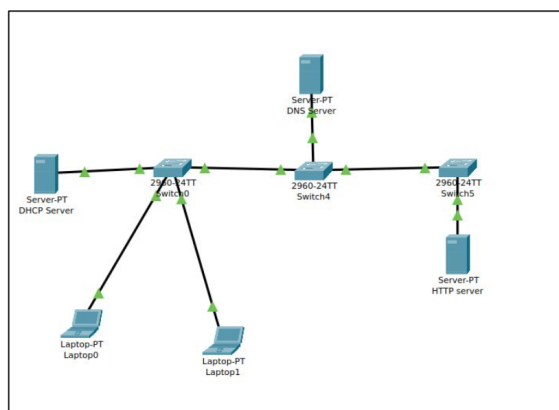 Server-PT
DNS Server
2960-24TT
Switch0
2960-24TT
Switch4
2960-24TT
Switch5
Server-PT
DHCP Server
Server-PT
HTTP server
Laptop-PT
Laptop0
Laptop-PT
Laptop1